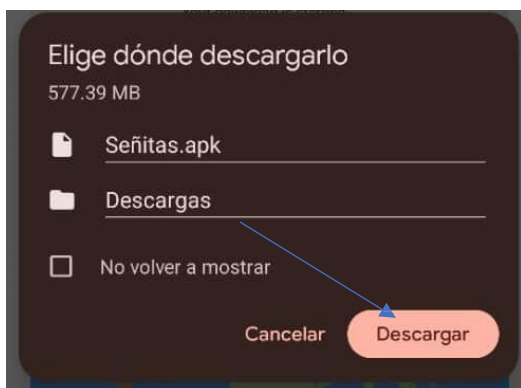 Elige dónde descargarlo
577.39 MB
Señitas.apk
Descargas
No volver a mostrar
Cancelar
Descargar